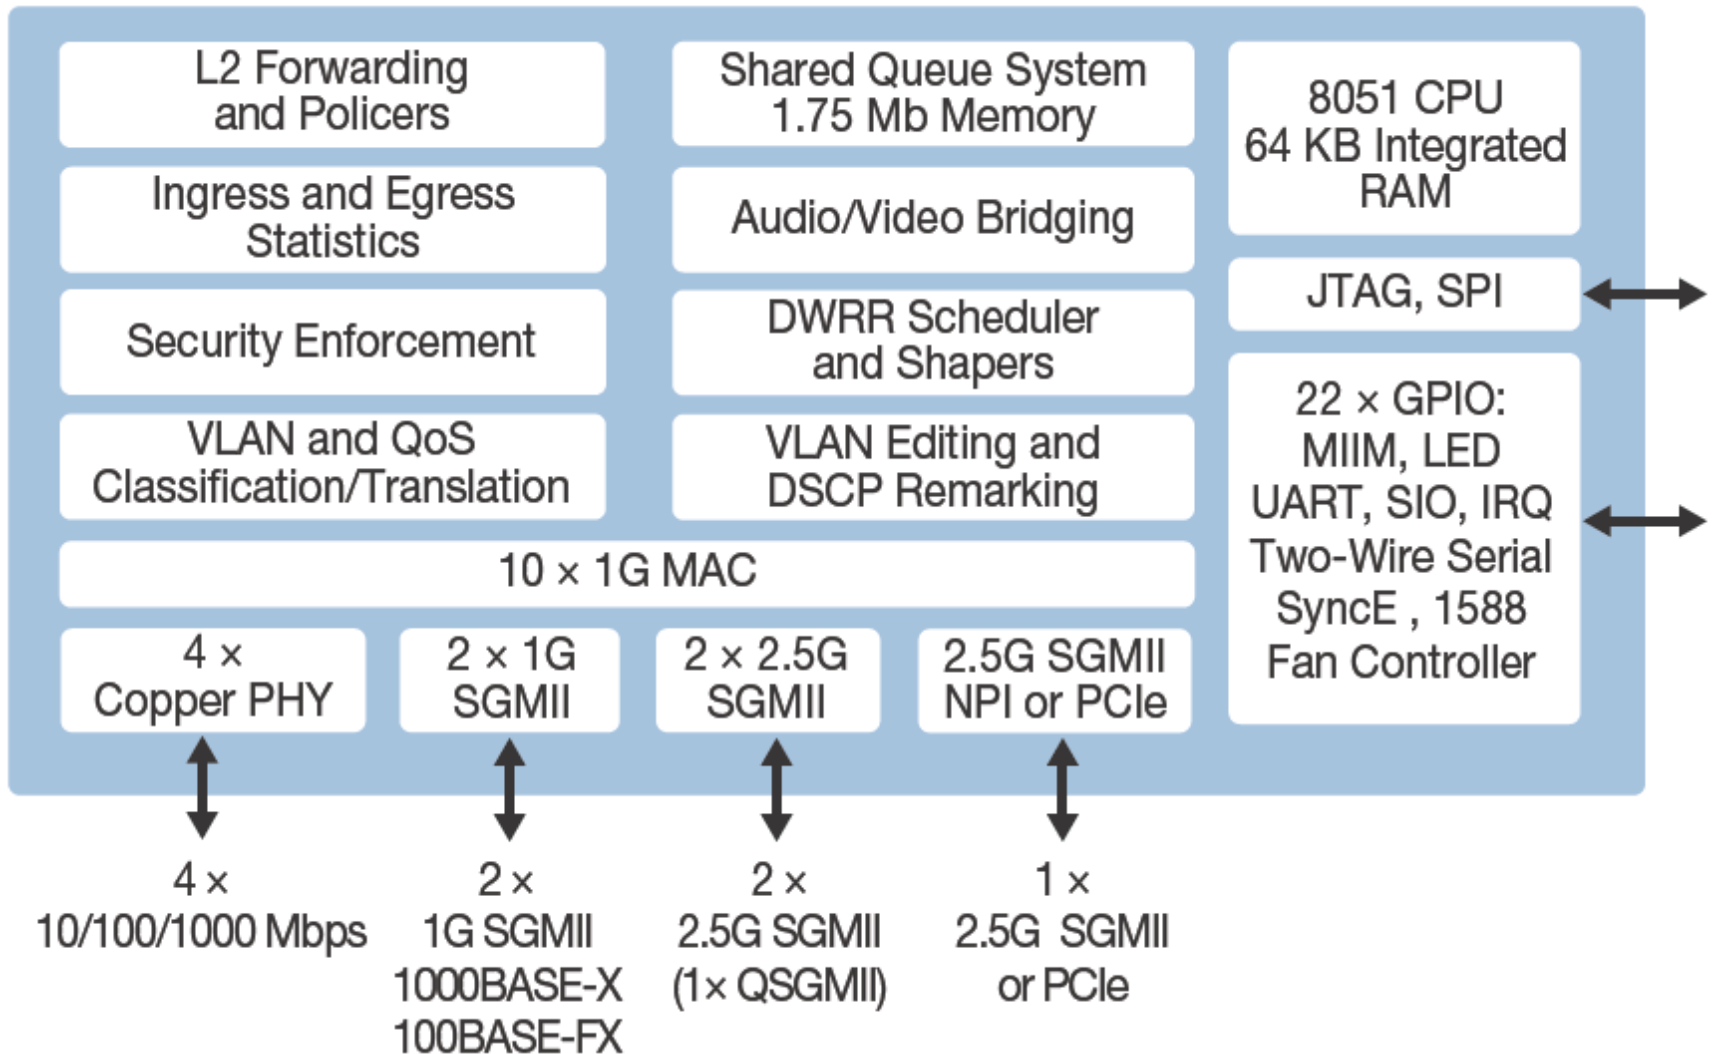 L2 Forwarding
and Policers
Shared Queue System
1.75 Mb Memory
8051 CPU
64 KB Integrated
RAM
Ingress and Egress
Statistics
Audio/Video Bridging
JTAG, SPI
Security Enforcement
DWRR Scheduler
and Shapers
22 × GPIO:
MIIM, LED
UART, SIO, IRQ
Two-Wire Serial
SyncE , 1588
Fan Controller
VLAN and QoS
Classification/Translation
VLAN Editing and
DSCP Remarking
10 × 1G MAC
4 ×
Copper PHY
2 × 1G
SGMII
2 × 2.5G
SGMII
2.5G SGMII
NPI or PCIe
4 ×
10/100/1000 Mbps
2 ×
1G SGMII
1000BASE-X
100BASE-FX
2 ×
2.5G SGMII
(1× QSGMII)
1 ×
2.5G SGMII
or PCIe